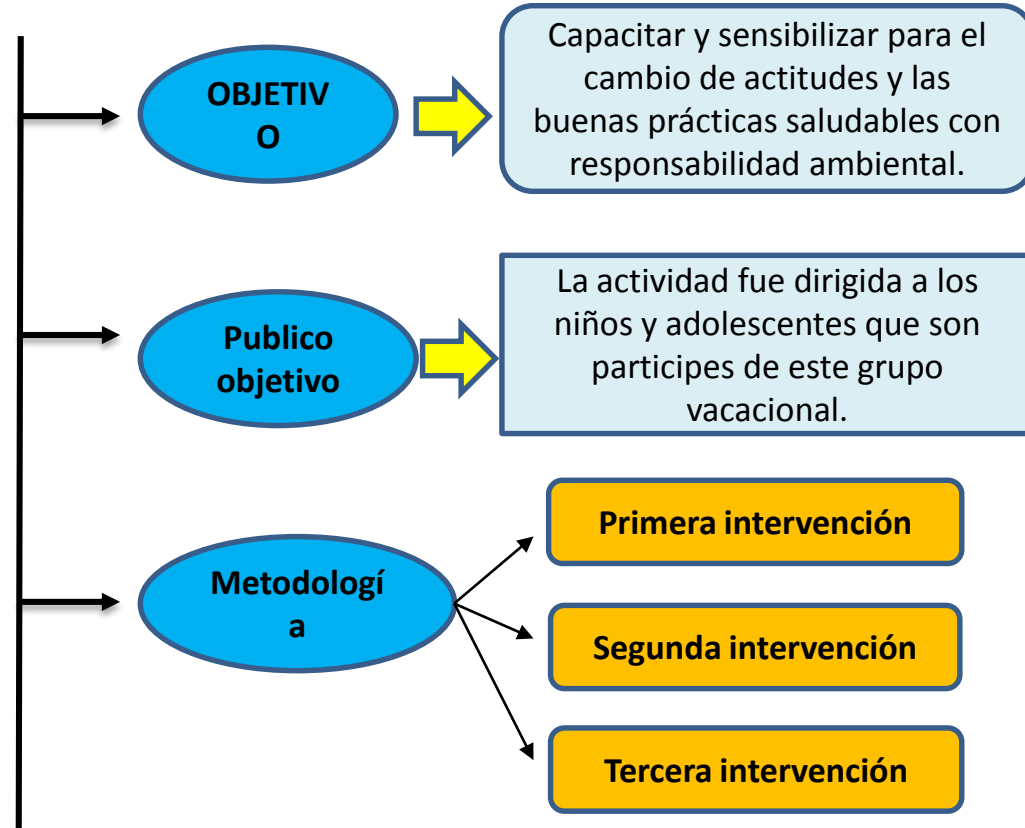 OBJETIV
O
Capacitar y sensibilizar para el
cambio de actitudes y las
buenas prácticas saludables con
responsabilidad ambiental.
Publico
objetivo
La actividad fue dirigida a los
niños y adolescentes que son
participes de este grupo
vacacional.
Metodologí
a
Primera intervención
Segunda intervención
Tercera intervención